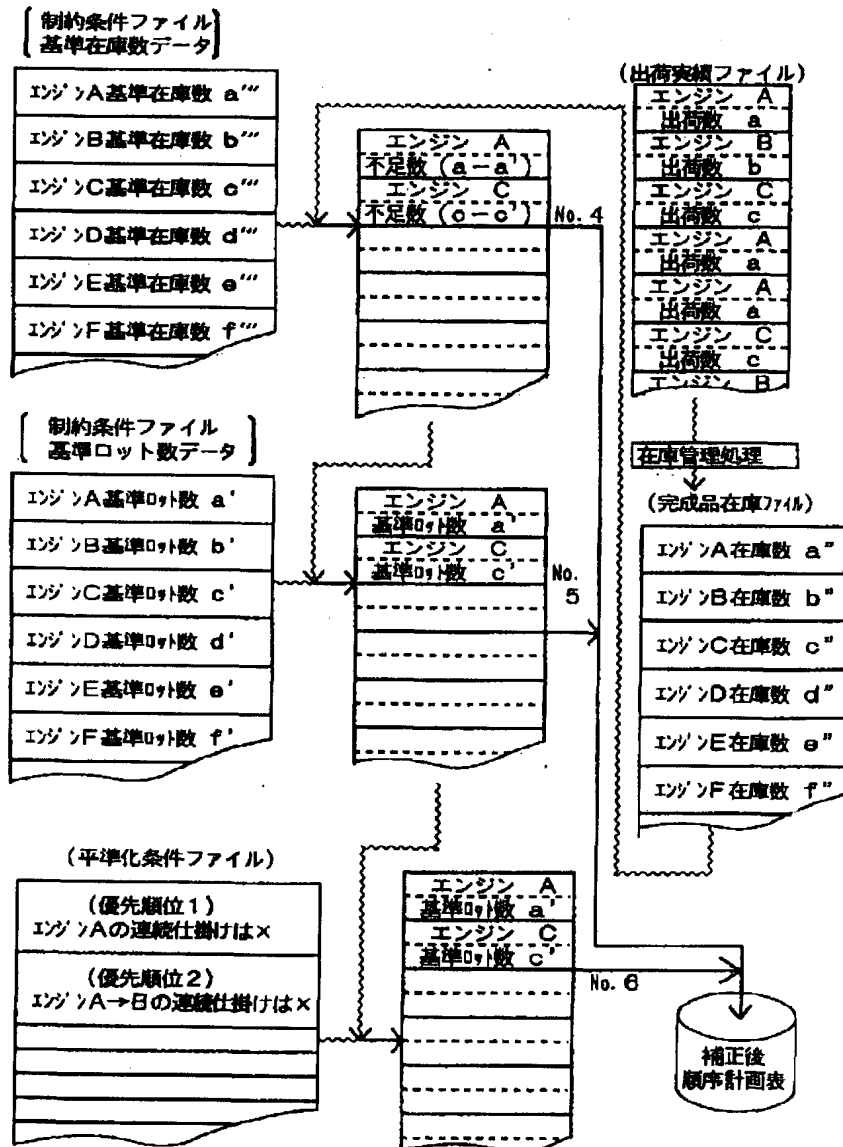 制約条件ファイル
基準在庫数データ
エンジンA基準在庫数 a'''
エンジンB基準在庫数 b'''
エンジンC基準在庫数 c'''
エンジンD基準在庫数 d'''
エンジンE基準在庫数 e'''
エンジンF基準在庫数 f'''
エンジン A
不足数 (a-a')
エンジン C
不足数 (c-c')
No. 4
(出荷実績ファイル)
エンジン A
出荷数 a
エンジン B
出荷数 b
エンジン C
出荷数 c
エンジン A
出荷数 a
エンジン A
出荷数 a
エンジン C
出荷数 c
エンジン B
在庫管理処理
(完成品在庫ファイル)
エンジンA在庫数 a"
エンジンB在庫数 b"
エンジンC在庫数 c"
エンジンD在庫数 d"
エンジンE在庫数 e"
エンジンF在庫数 f"
制約条件ファイル
基準ロット数データ
エンジンA基準ロット数 a'
エンジンB基準ロット数 b'
エンジンC基準ロット数 c'
エンジンD基準ロット数 d'
エンジンE基準ロット数 e'
エンジンF基準ロット数 f'
エンジン A
基準ロット数 a'
エンジン C
基準ロット数 c'
No.
5
(平準化条件ファイル)
(優先順位1)
エンジンAの連続仕掛けは×
(優先順位2)
エンジンA→Bの連続仕掛けは×
エンジン A
基準ロット数 a'
エンジン C
基準ロット数 c'
No. 6
補正後
順序計画表